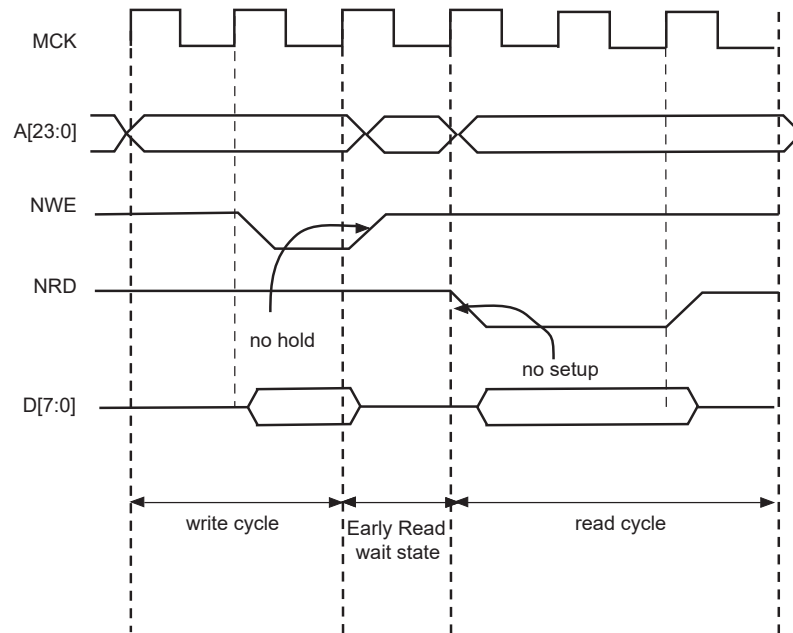 MCK
A[23:0]
NWE
NRD
no hold
no setup
D[7:0]
write cycle
Early Read
wait state
read cycle